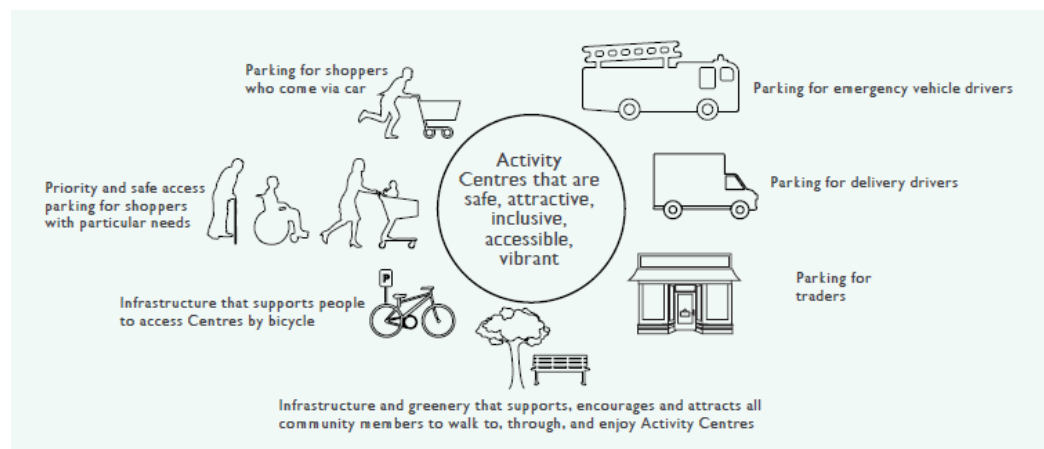 Parking for shoppers
who come via car
Parking for emergency vehicle drivers
Activity
Centres that are
safe, attractive,
inclusive,
accessible,
vibrant
Priority and safe access
parking for shoppers
with particular needs
Parking for delivery drivers
Parking for
traders
P
Infrastructure that supports people
to access Centres by bicycle
Infrastructure and greenery that supports, encourages and attracts all
community members to walk to, through, and enjoy Activity Centres